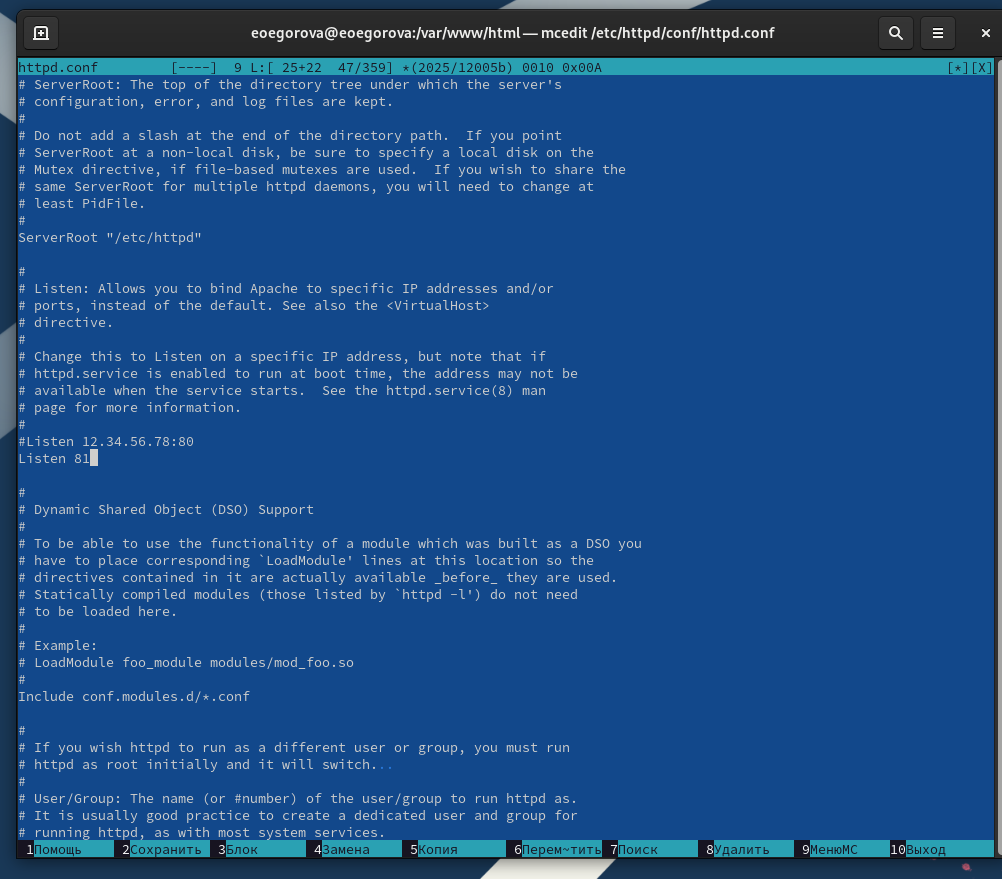 eoegorova@eoegorova:/var/www/html — mcedit /etc/httpd/conf/httpd.conf
httpd.conf         [----]  9 L:[ 25+22  47/359] *(2025/12005b) 0010 0x00A    [*][X]
# ServerRoot: The top of the directory tree under which the server's
# configuration, error, and log files are kept.
#
# Do not add a slash at the end of the directory path.  If you point
# ServerRoot at a non-local disk, be sure to specify a local disk on the
# Mutex directive, if file-based mutexes are used.  If you wish to share the
# same ServerRoot for multiple httpd daemons, you will need to change at
# least PidFile.
#
ServerRoot "/etc/httpd"

#
# Listen: Allows you to bind Apache to specific IP addresses and/or
# ports, instead of the default. See also the <VirtualHost>
# directive.
#
# Change this to Listen on a specific IP address, but note that if
# httpd.service is enabled to run at boot time, the address may not be
# available when the service starts.  See the httpd.service(8) man
# page for more information.
#
#Listen 12.34.56.78:80
Listen 81

#
# Dynamic Shared Object (DSO) Support
#
# To be able to use the functionality of a module which was built as a DSO you
# have to place corresponding `LoadModule' lines at this location so the
# directives contained in it are actually available _before_ they are used.
# Statically compiled modules (those listed by `httpd -l') do not need
# to be loaded here.
#
# Example:
# LoadModule foo_module modules/mod_foo.so
#
Include conf.modules.d/*.conf

#
# If you wish httpd to run as a different user or group, you must run
# httpd as root initially and it will switch...
#
# User/Group: The name (or #number) of the user/group to run httpd as.
# It is usually good practice to create a dedicated user and group for
# running httpd, as with most system services.
1Помощь 2Сохранить 3Блок 4Замена 5Копия 6Перем~тить 7Поиск 8Удалить 9МенюMC 10Выход